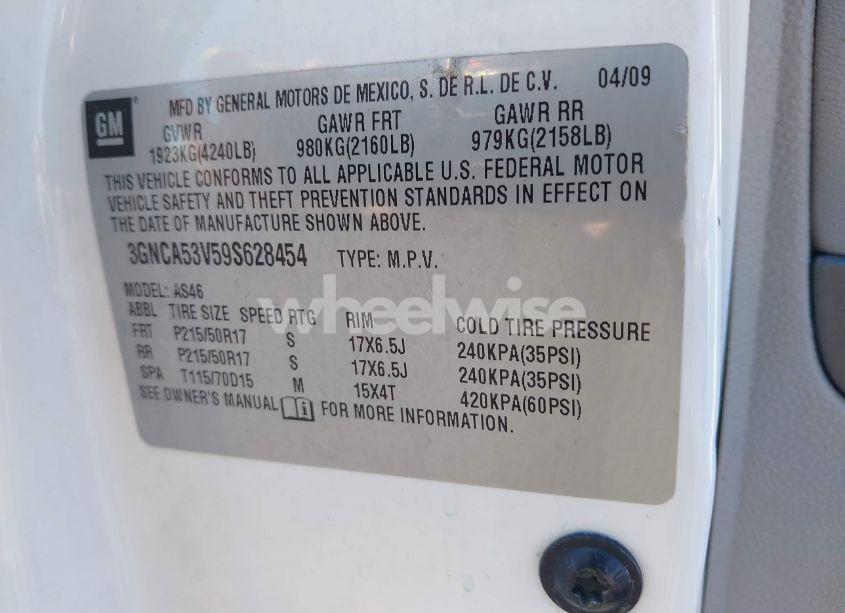 GM
MFD BY GENERAL MOTORS DE MEXICO, S. DE R.L. DE C.V. 04/09
GVWR GAWR FRT GAWR RR
1923KG(4240LB) 980KG(2160LB) 979KG(2158LB)
THIS VEHICLE CONFORMS TO ALL APPLICABLE U.S. FEDERAL MOTOR
VEHICLE SAFETY AND THEFT PREVENTION STANDARDS IN EFFECT ON
THE DATE OF MANUFACTURE SHOWN ABOVE.
3GNCA53V59S628454 TYPE: M.P.V.
MODEL: AS46
ABBL TIRE SIZE SPEED RTG RIM COLD TIRE PRESSURE
FRT P215/50R17 S 17X6.5J 240KPA(35PSI)
RR P215/50R17 S 17X6.5J 240KPA(35PSI)
SPA T115/70D15 M 15X4T 420KPA(60PSI)
SEE OWNER'S MANUAL i FOR MORE INFORMATION.
wheelwise